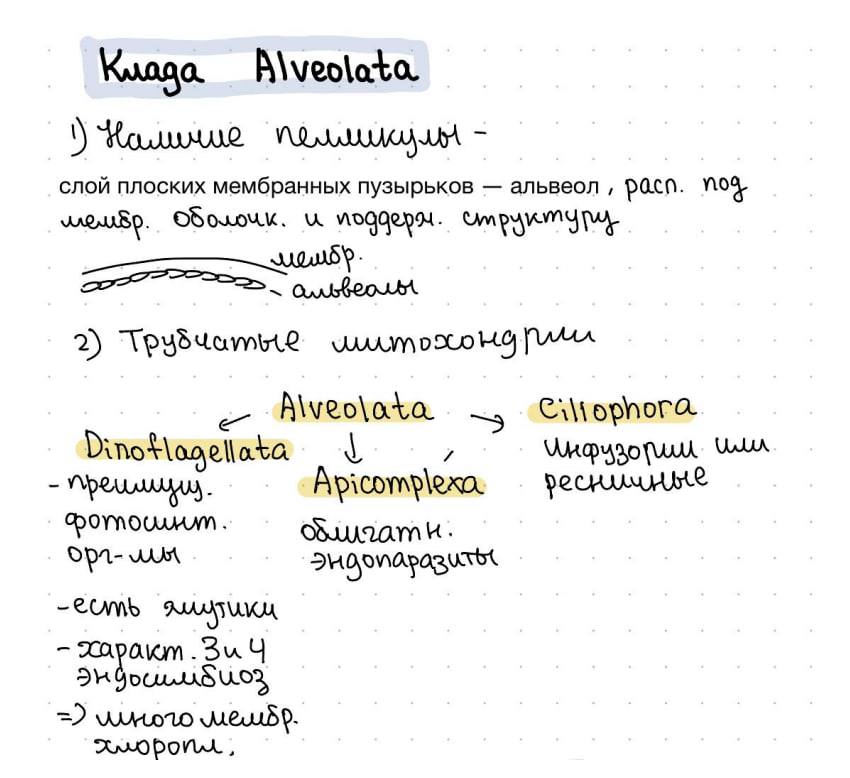 Клада Alveolata
1) Наличие пелликулы -
слой плоских мембранных пузырьков — альвеол , расп. под
мембр. оболочк. и поддерж. структуру
мембр.
альвеолы
2) Трубчатые митохондрии
Alveolata
Dinoflagellata
- преимущ.
фотосинт.
орг-мы
- есть жгутики
- характ. 3 и 4
эндосимбиоз
=> много мембр.
хлоропл.
Apicomplexa
облигатн.
эндопаразиты
Ciliophora
Инфузории или
ресничные